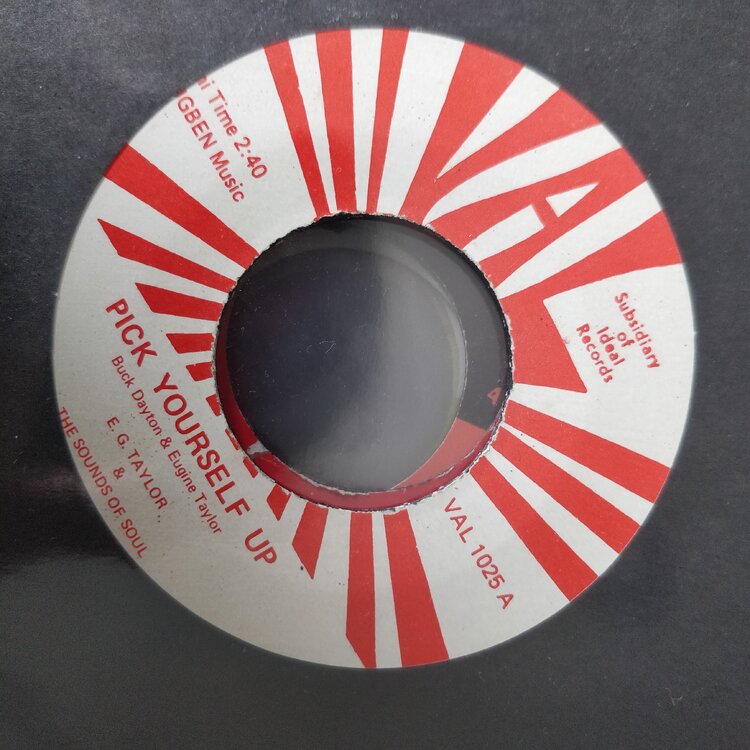 VAL
Subsidiary
of
Ideal
Records
Time 2:40
Music
VAL 1025 A
PICK YOURSELF UP
Buck Dayton & Eugine Taylor
E. G. TAYLOR
&
THE SOUNDS OF SOUL
A